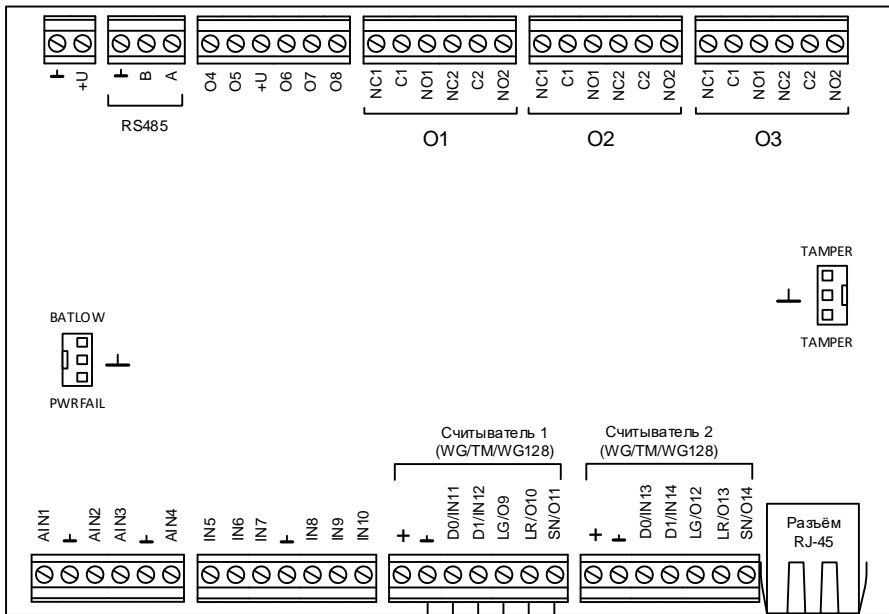 ⊥ +U
⊥ B A
RS485
O4 O5 +U O6 O7 O8
NC1 C1 NO1 NC2 C2 NO2
O1
NC1 C1 NO1 NC2 C2 NO2
O2
NC1 C1 NO1 NC2 C2 NO2
O3
TAMPER
⊥
TAMPER
BATLOW
⊥
PWRFAIL
Считыватель 1
(WG/TM/WG128)
Считыватель 2
(WG/TM/WG128)
AIN1 ⊥ AIN2 AIN3 ⊥ AIN4
IN5 IN6 IN7 ⊥ IN8 IN9 IN10
+ ⊥ D0/IN11 D1/IN12 LG/O9 LR/O10 SN/O11
+ ⊥ D0/IN13 D1/IN14 LG/O12 LR/O13 SN/O14
Разъём
RJ-45